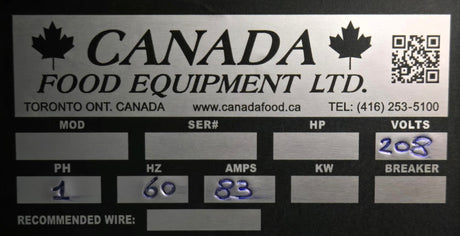 CANADA
FOOD EQUIPMENT LTD.
TORONTO ONT. CANADA www.canadafood.ca TEL: (416) 253-5100
MOD SER# HP VOLTS
208
PH HZ AMPS KW BREAKER
1 60 83
RECOMMENDED WIRE: